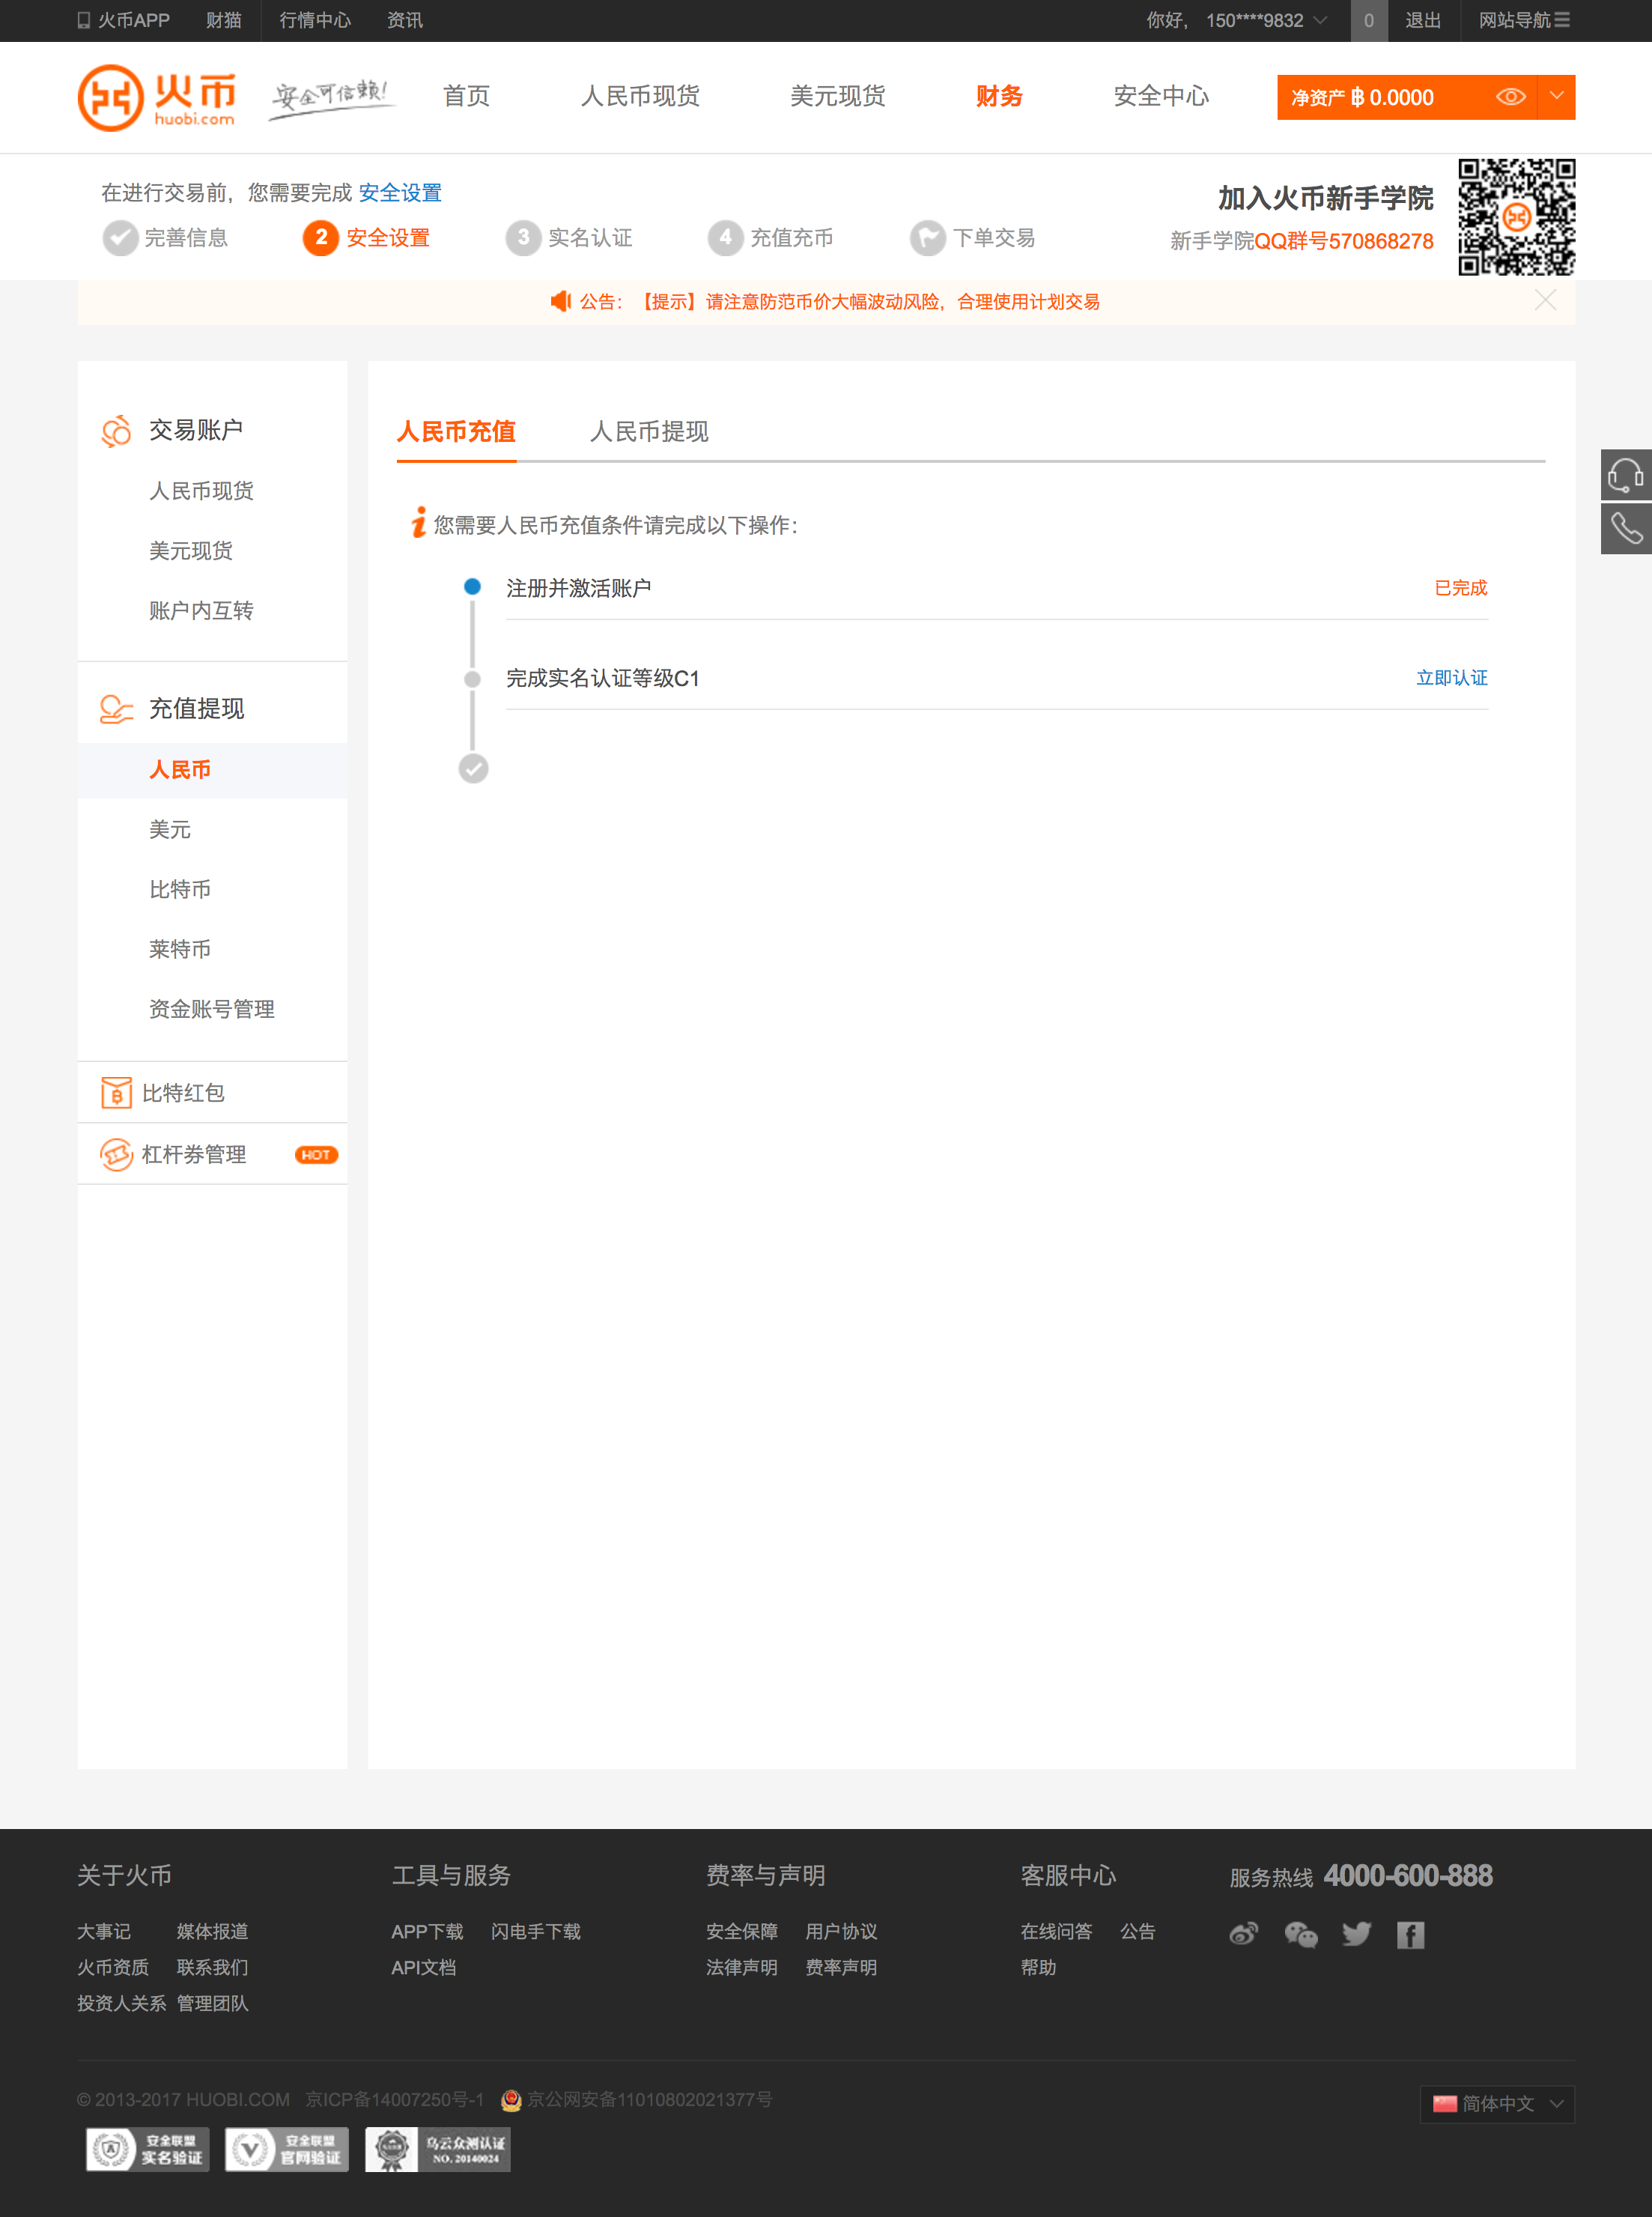 火币APP 财猫 行情中心 资讯 你好， 150****9832 0 退出 网站导航
火币 huobi.com 安全可信赖! 首页 人民币现货 美元现货 财务 安全中心 净资产 ฿ 0.0000
在进行交易前，您需要完成 安全设置
完善信息 2 安全设置 3 实名认证 4 充值充币 下单交易
加入火币新手学院
新手学院QQ群号570868278
公告： 【提示】请注意防范币价大幅波动风险，合理使用计划交易
交易账户
人民币现货
美元现货
账户内互转
充值提现
人民币
美元
比特币
莱特币
资金账号管理
比特红包
杠杆券管理 HOT
人民币充值 人民币提现
您需要人民币充值条件请完成以下操作：
注册并激活账户 已完成
完成实名认证等级C1 立即认证
关于火币
大事记 媒体报道
火币资质 联系我们
投资人关系 管理团队
工具与服务
APP下载 闪电手下载
API文档
费率与声明
安全保障 用户协议
法律声明 费率声明
客服中心
在线问答 公告
帮助
服务热线 4000-600-888
© 2013-2017 HUOBI.COM 京ICP备14007250号-1 京公网安备11010802021377号
简体中文
安全联盟
实名验证
安全联盟
官网验证
乌云众测认证
NO. 20140024